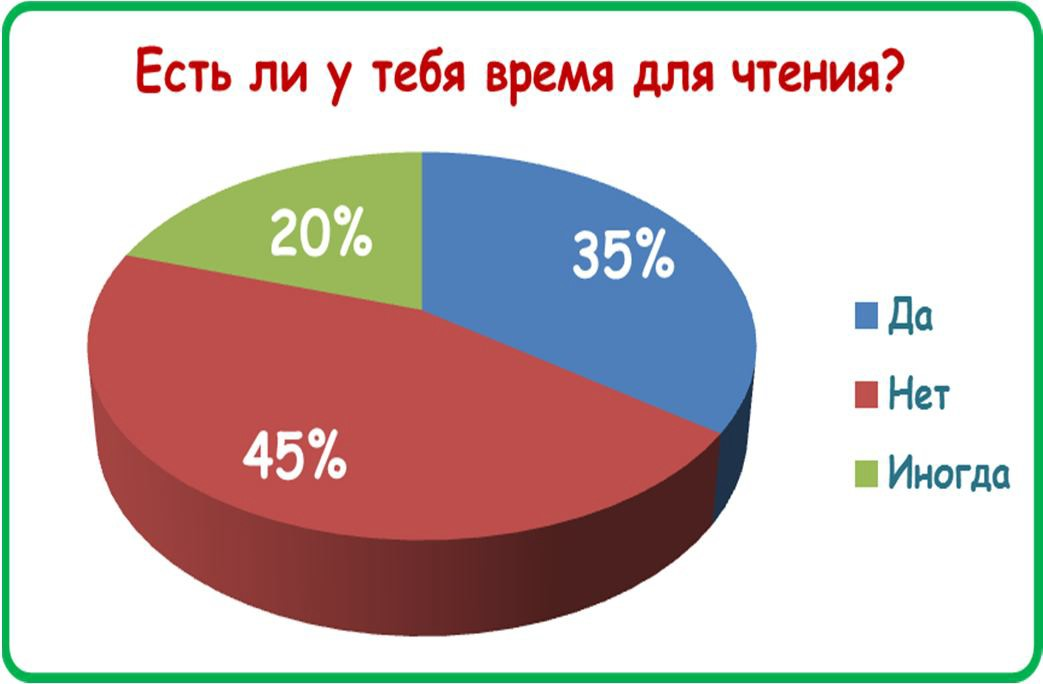 Есть ли у тебя время для чтения?
20%
35%
45%
Да
Нет
Иногда